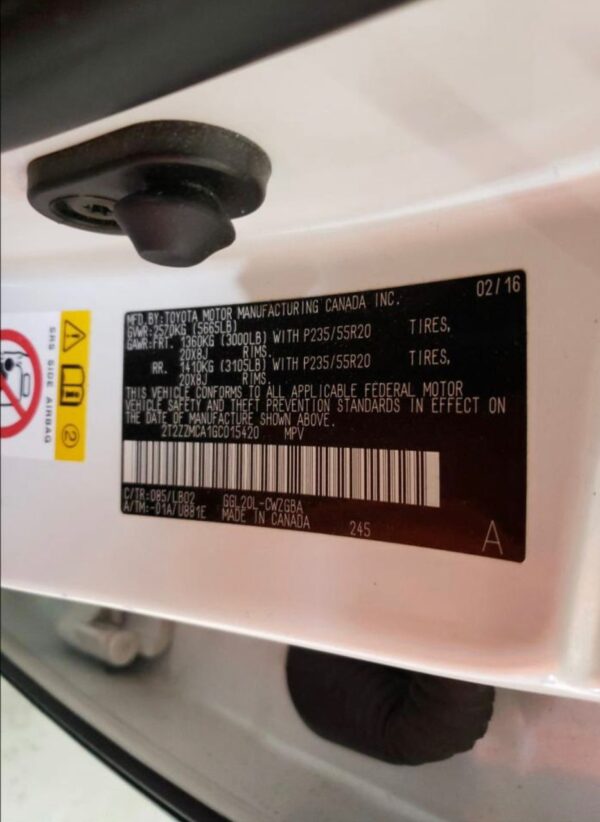 02/16
MFD.BY:TOYOTA MOTOR MANUFACTURING CANADA INC.
GVWR:2570KG (5665LB)
GAWR:FRT. 1360KG (3000LB) WITH P235/55R20 TIRES,
20X8J RIMS.
RR. 1410KG (3105LB) WITH P235/55R20 TIRES,
20X8J RIMS.
THIS VEHICLE CONFORMS TO ALL APPLICABLE FEDERAL MOTOR
VEHICLE SAFETY AND THEFT PREVENTION STANDARDS IN EFFECT ON
THE DATE OF MANUFACTURE SHOWN ABOVE.
2T2ZZMCA1GC015420 MPV
C/TR:085/LB02 GGL20L-CWZGBA
A/TM:-01A/U881E MADE IN CANADA 245 A
SRS SIDE AIRBAG
2